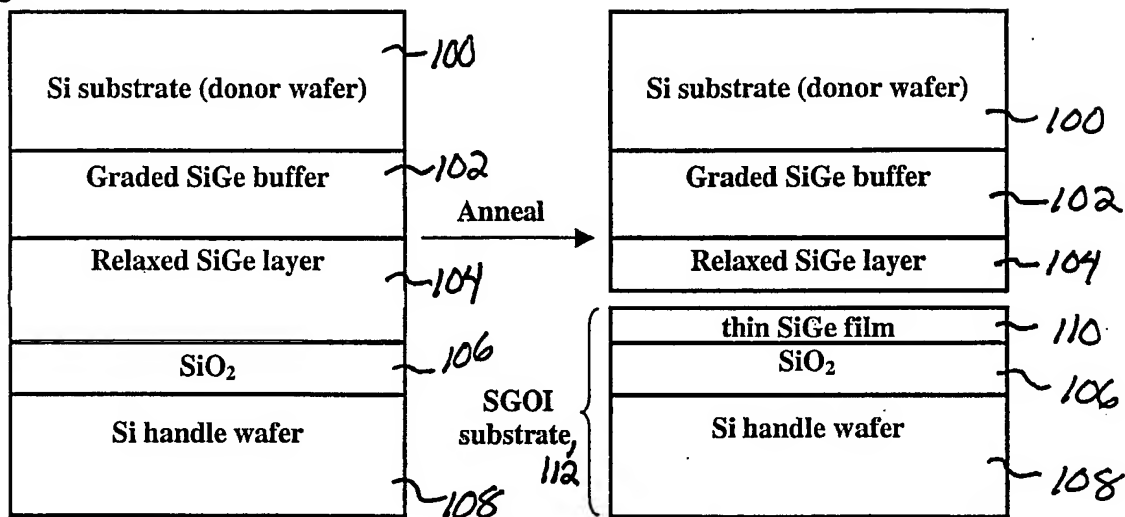 Si substrate (donor wafer)
100
Graded SiGe buffer
102
Relaxed SiGe layer
104
SiO₂
106
Si handle wafer
108
Anneal
Si substrate (donor wafer)
100
Graded SiGe buffer
102
Relaxed SiGe layer
104
thin SiGe film
110
SiO₂
106
Si handle wafer
108
SGOI
substrate,
112